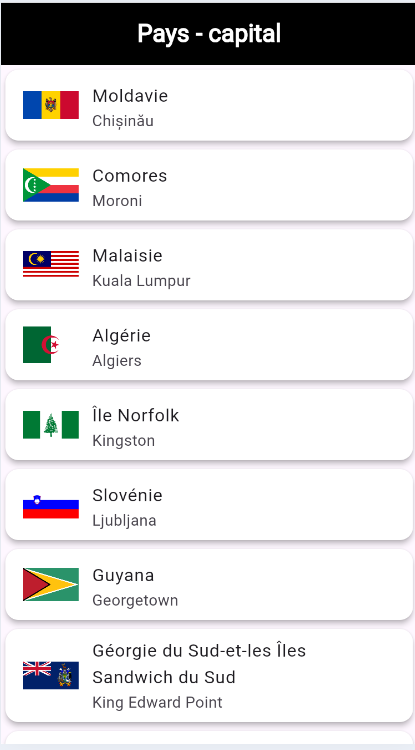 Pays - capital
Moldavie
Chișinău
Comores
Moroni
Malaisie
Kuala Lumpur
Algérie
Algiers
Île Norfolk
Kingston
Slovénie
Ljubljana
Guyana
Georgetown
Géorgie du Sud-et-les Îles
Sandwich du Sud
King Edward Point